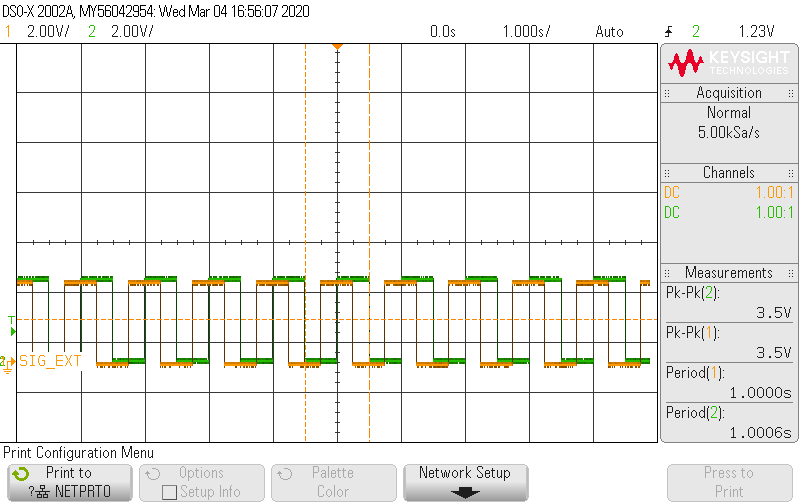 DSO-X 2002A, MY56042954: Wed Mar 04 16:56:07 2020
1 2.00V/ 2 2.00V/ 0.0s 1.000s/ Auto 2 1.23V
KEYSIGHT
TECHNOLOGIES
Acquisition
Normal
5.00kSa/s
Channels
DC 1.00:1
DC 1.00:1
Measurements
Pk-Pk(2):
3.5V
Pk-Pk(1):
3.5V
Period(1):
1.0000s
Period(2):
1.0006s
T
2 SIG_EXT
Print Configuration Menu
Print to
? NETPRT0
Options
Setup Info
Palette
Color
Network Setup
Press to
Print